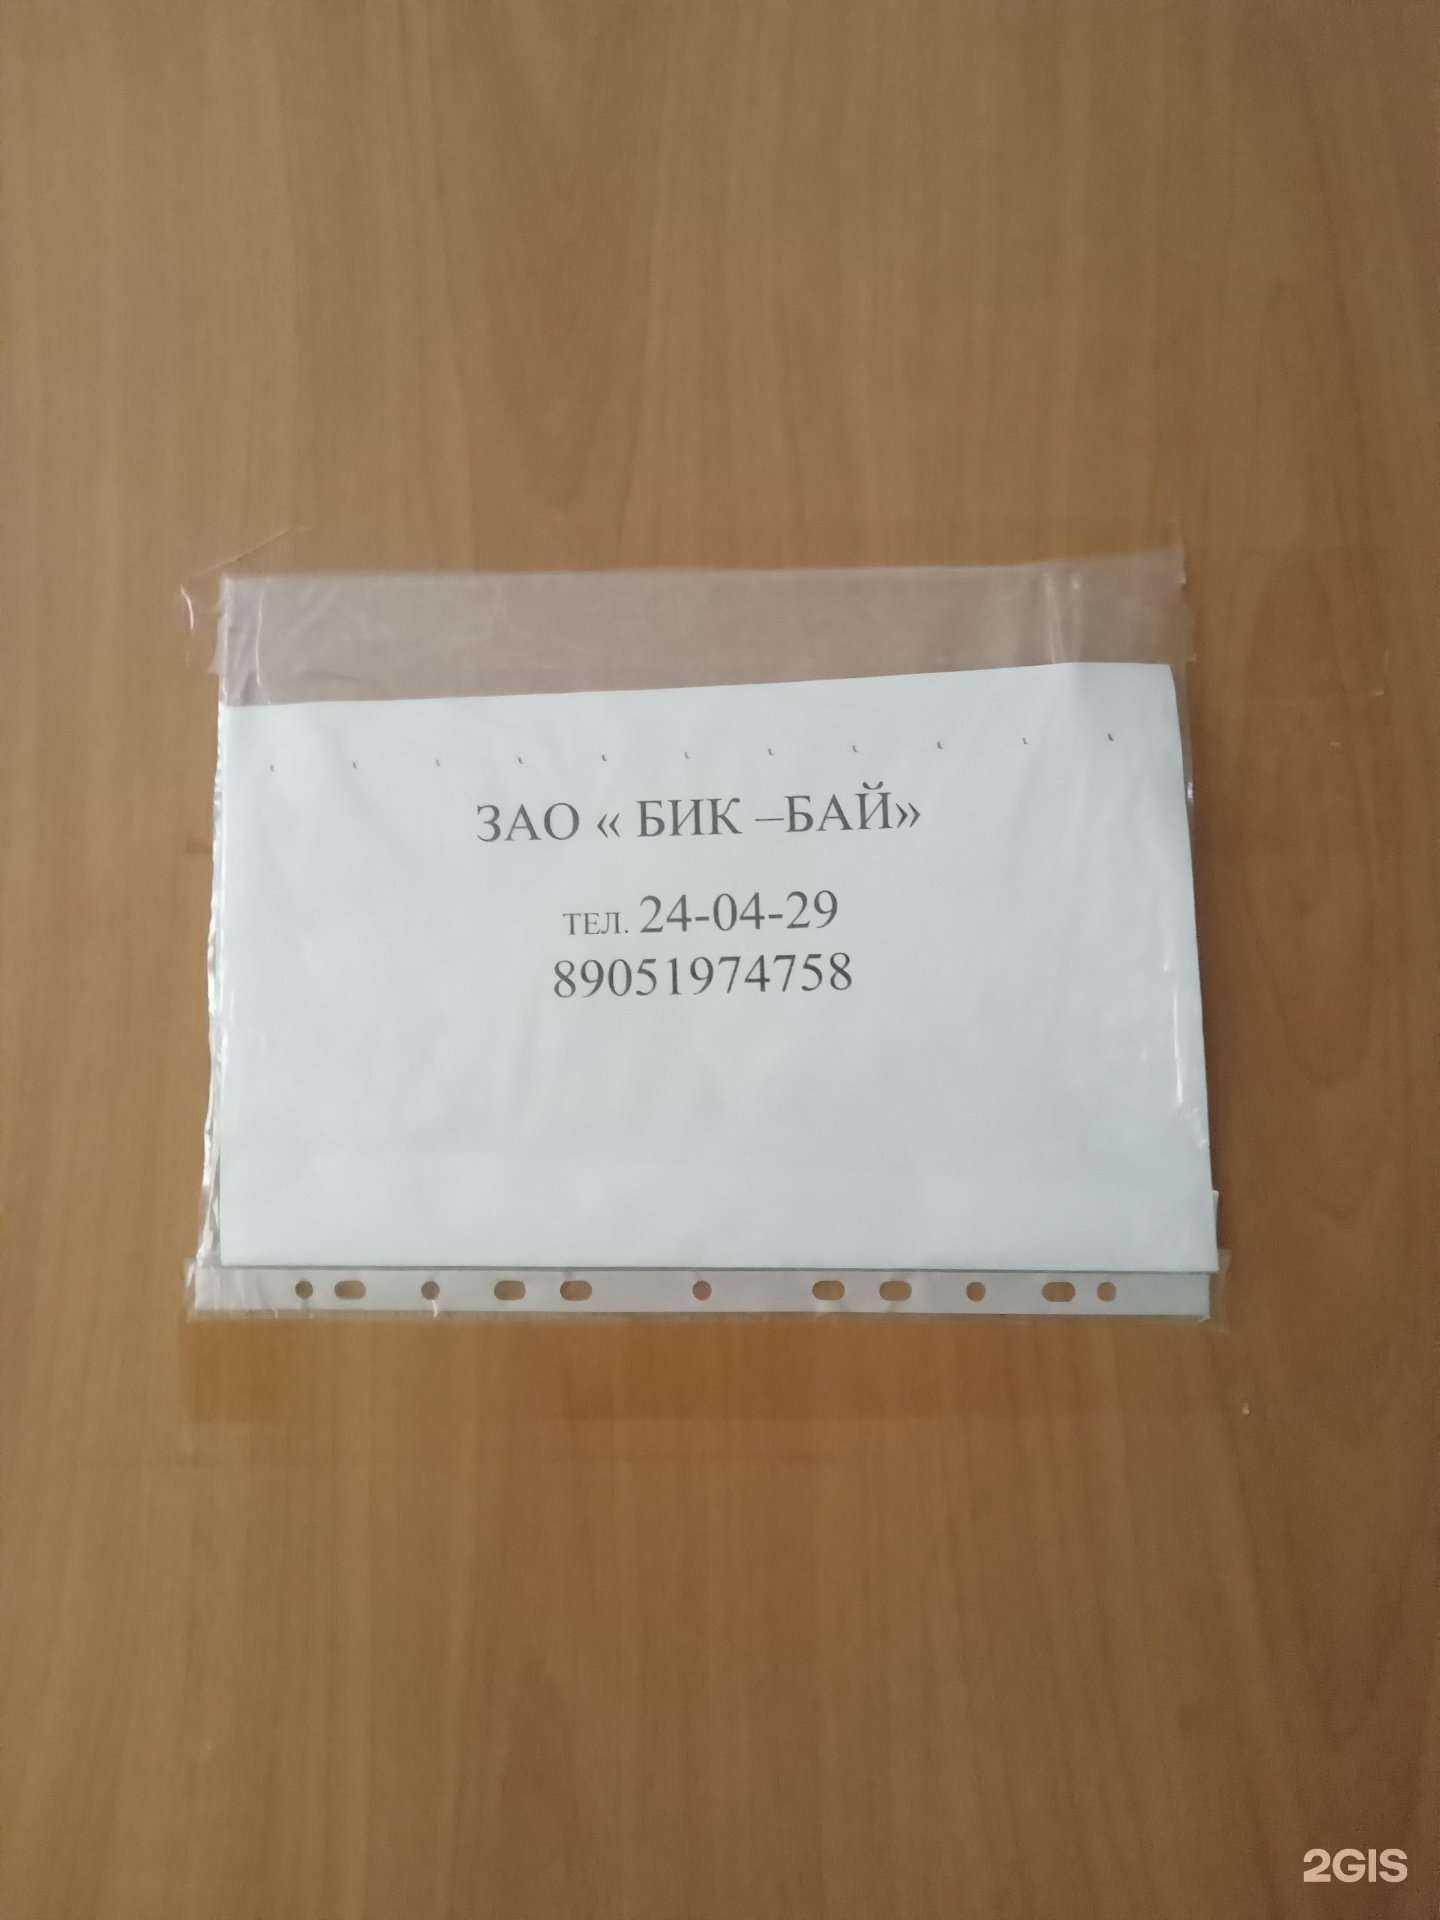 ЗАО « БИК –БАЙ»
ТЕЛ. 24-04-29
89051974758
2GIS